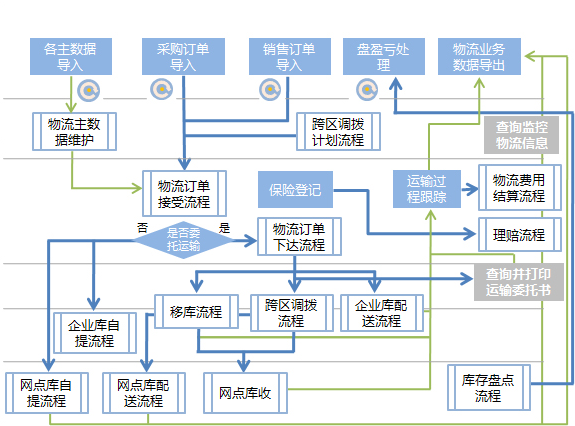 各主数据
导入
采购订单
导入
销售订单
导入
盘盈亏处
理
物流业务
数据导出
物流主数
据维护
跨区调拨
计划流程
查询监控
物流信息
物流订单
接受流程
保险登记
运输过
程跟踪
物流费用
结算流程
否
是
是否委
托运输
物流订单
下达流程
理赔流程
查询并打印
运输委托书
企业库自
提流程
移库流程
跨区调拨
流程
企业库配
送流程
网点库自
提流程
网点库配
送流程
网点库收
库存盘点
流程